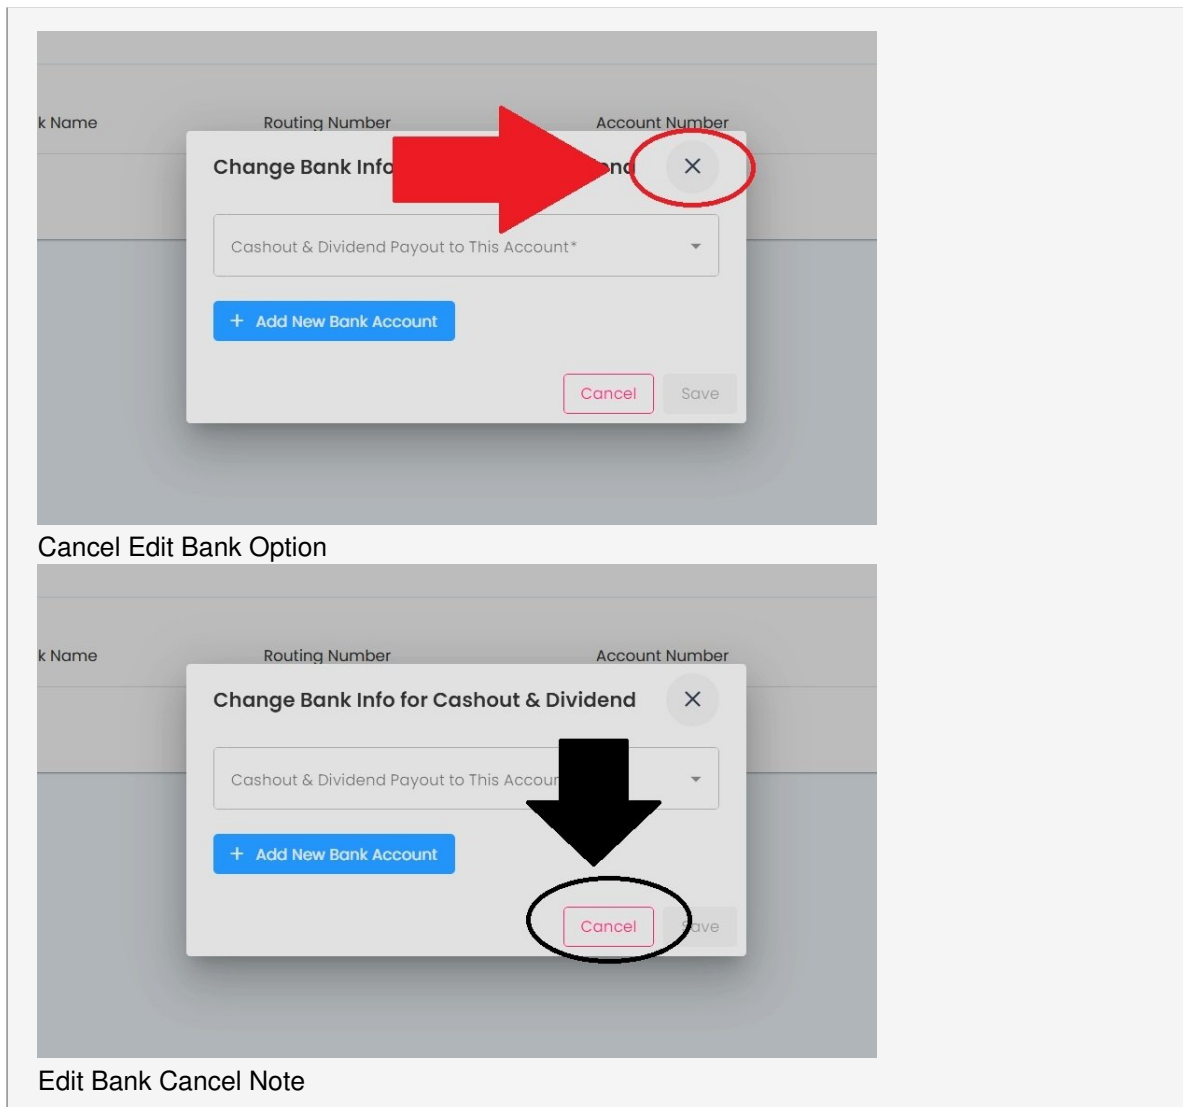 k Name Routing Number Account Number
Change Bank Info
Cashout & Dividend Payout to This Account*
+ Add New Bank Account
Cancel Save
Cancel Edit Bank Option
k Name Routing Number Account Number
Change Bank Info for Cashout & Dividend
Cashout & Dividend Payout to This Accou
+ Add New Bank Account
Cancel Save
Edit Bank Cancel Note